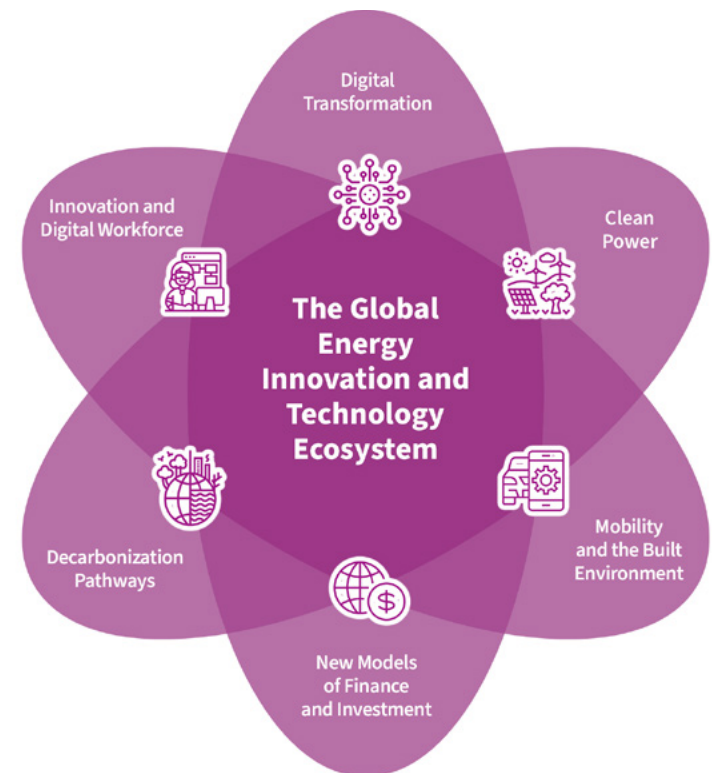 Digital
Transformation
Innovation and
Digital Workforce
Clean
Power
The Global
Energy
Innovation and
Technology
Ecosystem
$
Decarbonization
Pathways
Mobility
and the Built
Environment
New Models
of Finance
and Investment